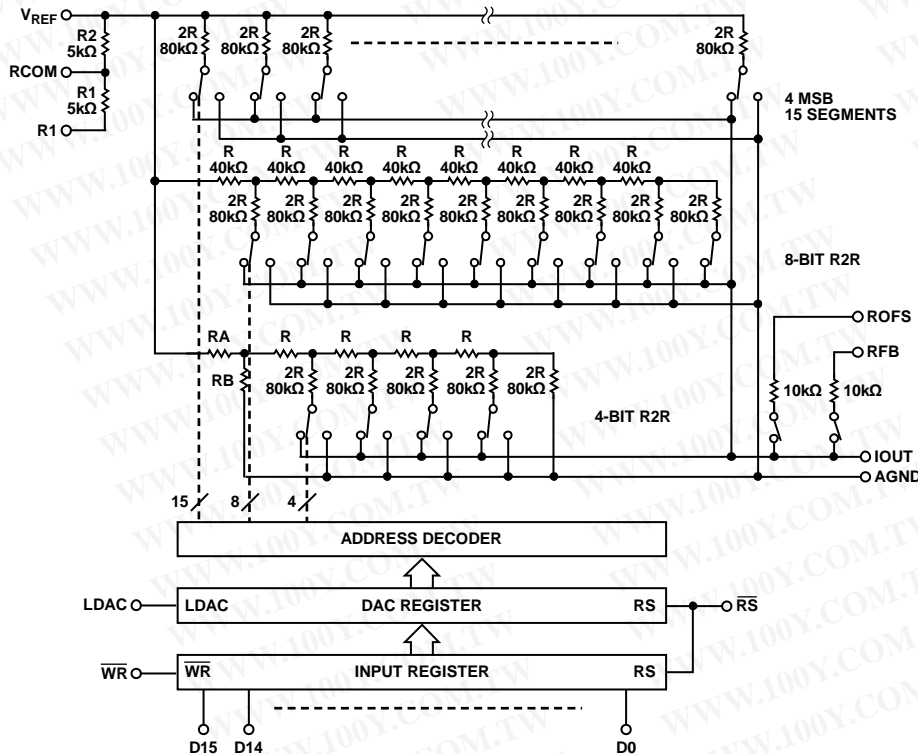 VREF
R2
5kΩ
RCOM
R1
5kΩ
R1
2R
80kΩ
2R
80kΩ
2R
80kΩ
2R
80kΩ
4 MSB
15 SEGMENTS
R
40kΩ
R
40kΩ
R
40kΩ
R
40kΩ
R
40kΩ
R
40kΩ
R
40kΩ
R
40kΩ
2R
80kΩ
2R
80kΩ
2R
80kΩ
2R
80kΩ
2R
80kΩ
2R
80kΩ
2R
80kΩ
2R
80kΩ
2R
80kΩ
8-BIT R2R
ROFS
RFB
RA
R
R
R
R
RB
2R
80kΩ
2R
80kΩ
2R
80kΩ
2R
80kΩ
2R
80kΩ
10kΩ
10kΩ
4-BIT R2R
IOUT
AGND
15
8
4
ADDRESS DECODER
LDAC
LDAC
DAC REGISTER
RS
RS
WR
WR
INPUT REGISTER
RS
D15
D14
D0
WWW.100Y.COM.TW